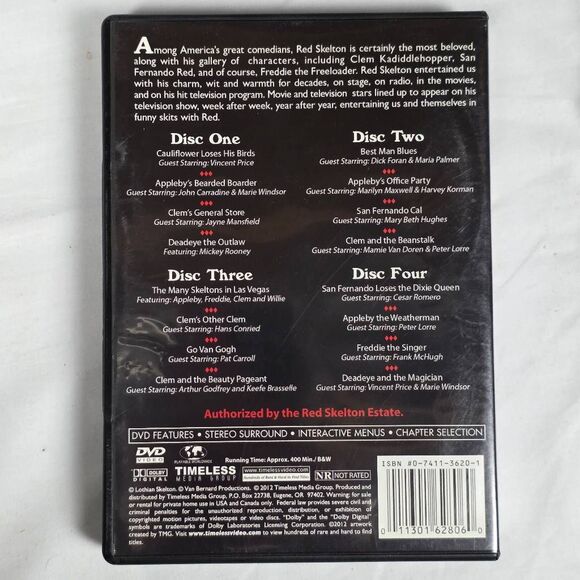 Among America's great comedians, Red Skelton is certainly the most beloved,
along with his gallery of characters, including Clem Kadiddlehopper, San
Fernando Red, and of course, Freddie the Freeloader. Red Skelton entertained us
with his charm, wit and warmth for decades, on stage, on radio, in the movies,
and on his hit television program. Movie and television stars lined up to appear on his
television show, week after week, year after year, entertaining us and themselves in
funny skits with Red.
Disc One
Cauliflower Loses His Birds
Guest Starring: Vincent Price
Appleby's Bearded Boarder
Guest Starring: John Carradine & Marie Windsor
Clem's General Store
Guest Starring: Jayne Mansfield
Deadeye the Outlaw
Featuring: Mickey Rooney
Disc Two
Best Man Blues
Guest Starring: Dick Foran & Maria Palmer
Appleby's Office Party
Guest Starring: Marilyn Maxwell & Harvey Korman
San Fernando Cal
Guest Starring: Mary Beth Hughes
Clem and the Beanstalk
Guest Starring: Mamie Van Doren & Peter Lorre
Disc Three
The Many Skeltons in Las Vegas
Featuring: Appleby, Freddie, Clem and Willie
Clem's Other Clem
Guest Starring: Hans Conried
Go Van Gogh
Guest Starring: Pat Carroll
Clem and the Beauty Pageant
Guest Starring: Arthur Godfrey and Keefe Brasselle
Disc Four
San Fernando Loses the Dixie Queen
Guest Starring: Cesar Romero
Appleby the Weatherman
Guest Starring: Peter Lorre
Freddie the Singer
Guest Starring: Frank McHugh
Deadeye and the Magician
Guest Starring: Vincent Price & Marie Windsor
Authorized by the Red Skelton Estate.
DVD FEATURES • STEREO SURROUND • INTERACTIVE MENUS • CHAPTER SELECTION
DVD
VIDEO
PLAYABLE WORLDWIDE
Running Time: Approx. 400 Min./ B&W
DOLBY
DIGITAL
TIMELESS
MEDIA GROUP
www.timelessvideo.com
Hundreds of Rare & Hard to Find Titles
NR NOT RATED
© Lothian Skelton. © Van Bernard Productions. © 2012 Timeless Media Group. Produced and
distributed by Timeless Media Group, P.O. Box 22738, Eugene, OR 97402. Warning: for sale
or rental for private home use in USA and Canada only. Federal law provides severe civil and
criminal penalties for the unauthorized reproduction, distribution, or exhibition of
copyrighted motion pictures, videotapes or video discs. "Dolby" and the "Dolby Digital"
symbols are trademarks of Dolby Laboratories Licensing Corporation. ©2012 artwork
created by TMG. Visit www.timelessvideo.com to view hundreds of rare and hard to find
titles.
ISBN #0-7411-3620-1
0 11301 62806 0